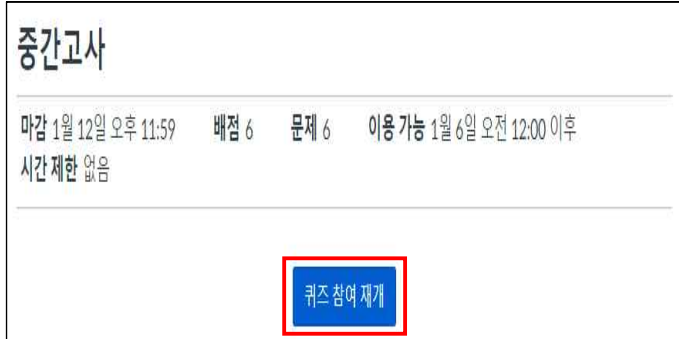 중간고사
마감 1월 12일 오후 11:59 배점 6 문제 6 이용 가능 1월 6일 오전 12:00 이후
시간 제한 없음
퀴즈 참여 재개